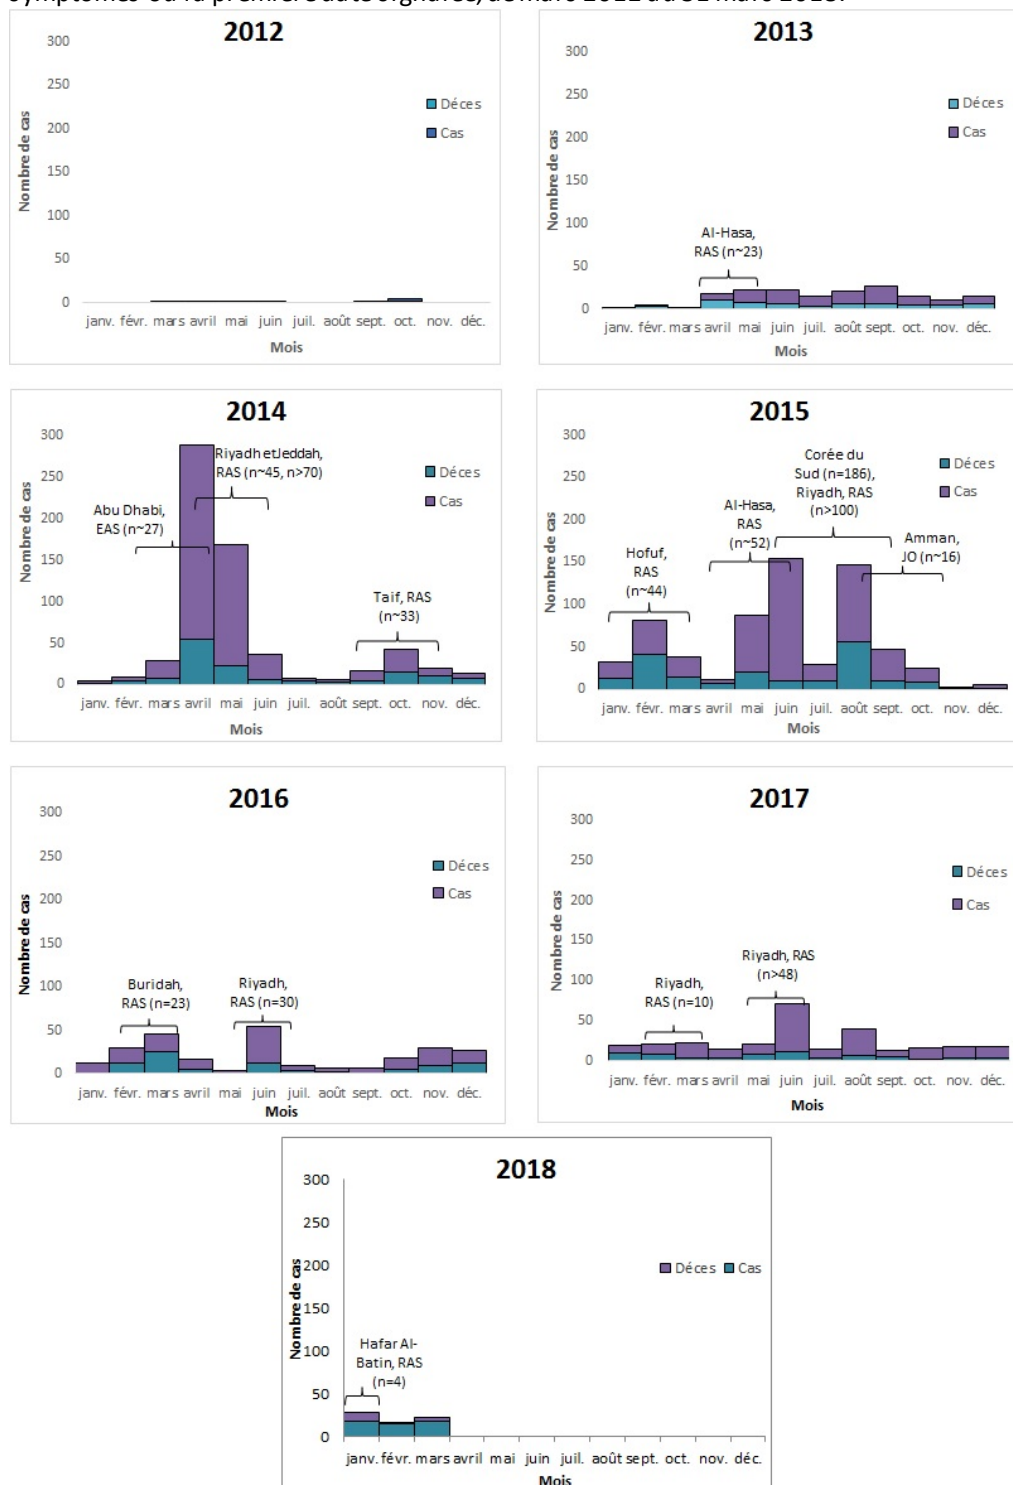 symptômes ou la première date signalée, de mars 2012 au 31 mars 2018.
2012
300
250
200
150
100
50
0
Nombre de cas
Déces
Cas
janv. févr. mars avril mai juin juil. août sept. oct. nov. déc.
Mois
2013
300
250
200
150
100
50
0
Nombre de cas
Déces
Cas
Al-Hasa,
RAS (n~23)
janv. févr. mars avril mai juin juil. août sept. oct. nov. déc.
Mois
2014
300
250
200
150
100
50
0
Nombre de cas
Déces
Cas
Riyadh et Jeddah,
RAS (n~45, n>70)
Abu Dhabi,
EAS (n~27)
Taif, RAS
(n~33)
janv. févr. mars avril mai juin juil. août sept. oct. nov. déc.
Mois
2015
300
250
200
150
100
50
0
Nombre de cas
Déces
Cas
Corée du
Sud (n=186),
Riyadh, RAS
(n>100)
Al-Hasa,
RAS
(n~52)
Amman,
JO (n~16)
Hofuf,
RAS
(n~44)
janv. févr. mars avril mai juin juil. août sept. oct. nov. déc.
Mois
2016
300
250
200
150
100
50
0
Nombre de cas
Déces
Cas
Buridah,
RAS (n=23)
Riyadh,
RAS (n=30)
janv. févr. mars avril mai juin juil. août sept. oct. nov. déc.
Mois
2017
300
250
200
150
100
50
0
Nombre de cas
Déces
Cas
Riyadh, RAS
(n>48)
Riyadh,
RAS (n=10)
janv. févr. mars avril mai juin juil. août sept. oct. nov. déc.
Mois
2018
300
250
200
150
100
50
0
Nombre de cas
Déces Cas
Hafar Al-
Batin, RAS
(n=4)
janv. févr. mars avril mai juin juil. août sept. oct. nov. déc.
Mois